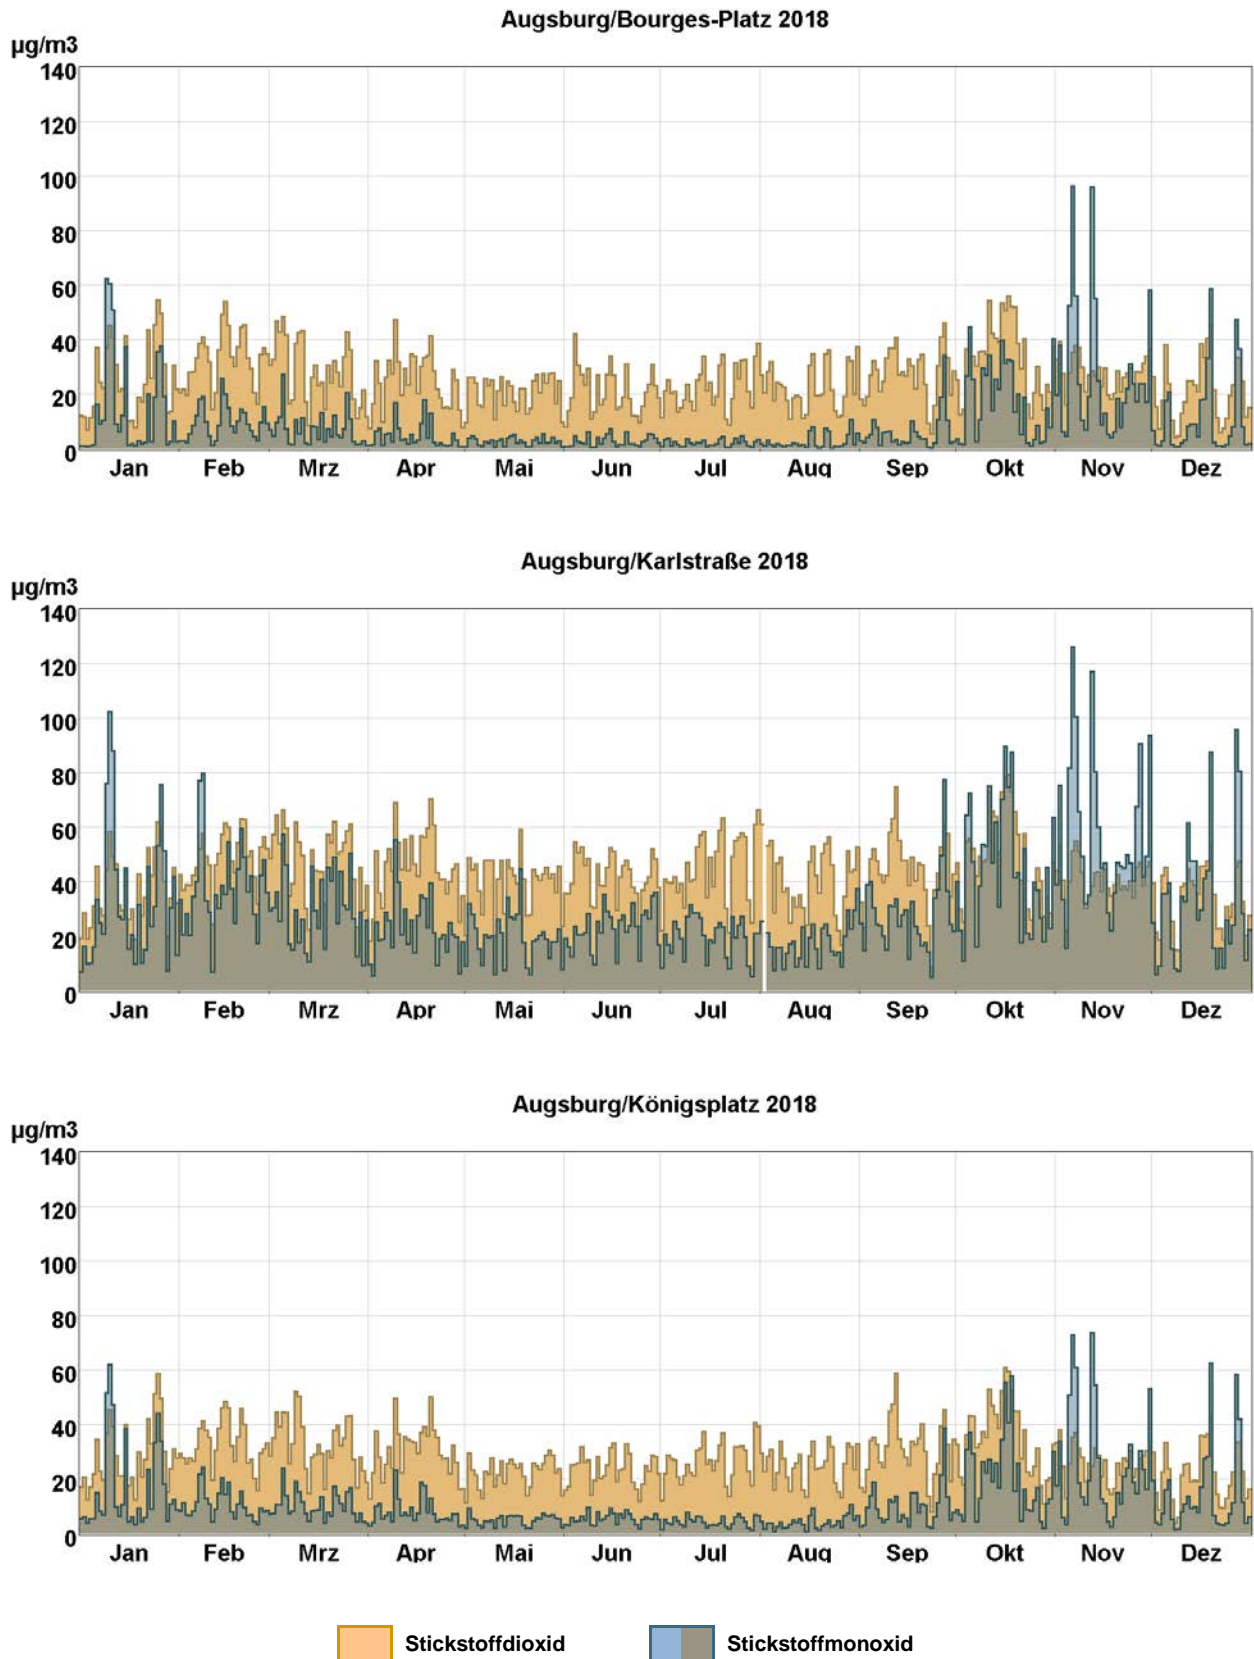 Augsburg/Bourges-Platz 2018
µg/m3
140
120
100
80
60
40
20
0
Jan Feb Mrz Apr Mai Jun Jul Aug Sep Okt Nov Dez
Augsburg/Karlstraße 2018
µg/m3
140
120
100
80
60
40
20
0
Jan Feb Mrz Apr Mai Jun Jul Aug Sep Okt Nov Dez
Augsburg/Königsplatz 2018
µg/m3
140
120
100
80
60
40
20
0
Jan Feb Mrz Apr Mai Jun Jul Aug Sep Okt Nov Dez
Stickstoffdioxid Stickstoffmonoxid